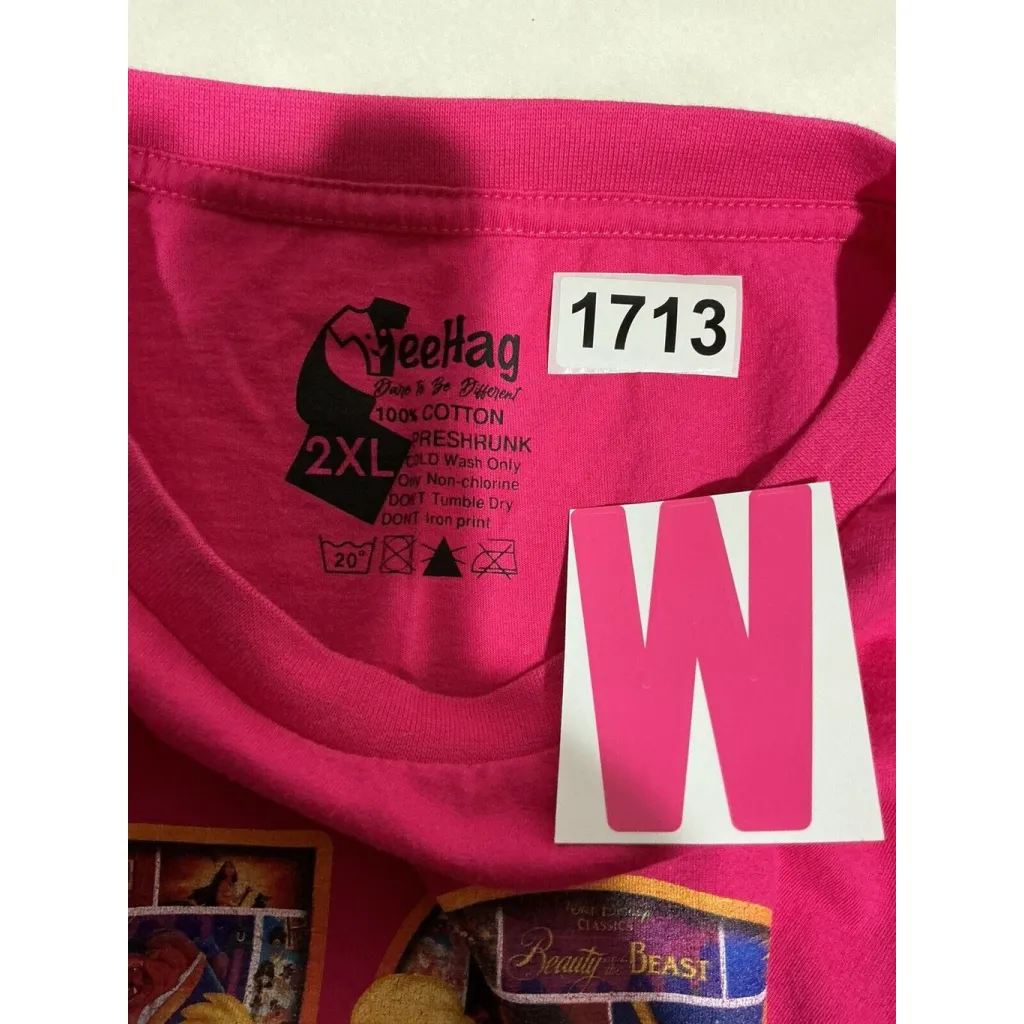 TeeHag
1713
Dare to Be Different
100% COTTON
2XL
PRESHRUNK
COLD Wash Only
Only Non-chlorine
DON'T Tumble Dry
DON'T Iron print
20°
W
WALT DISNEY
CLASSICS
Beauty and the BEAST